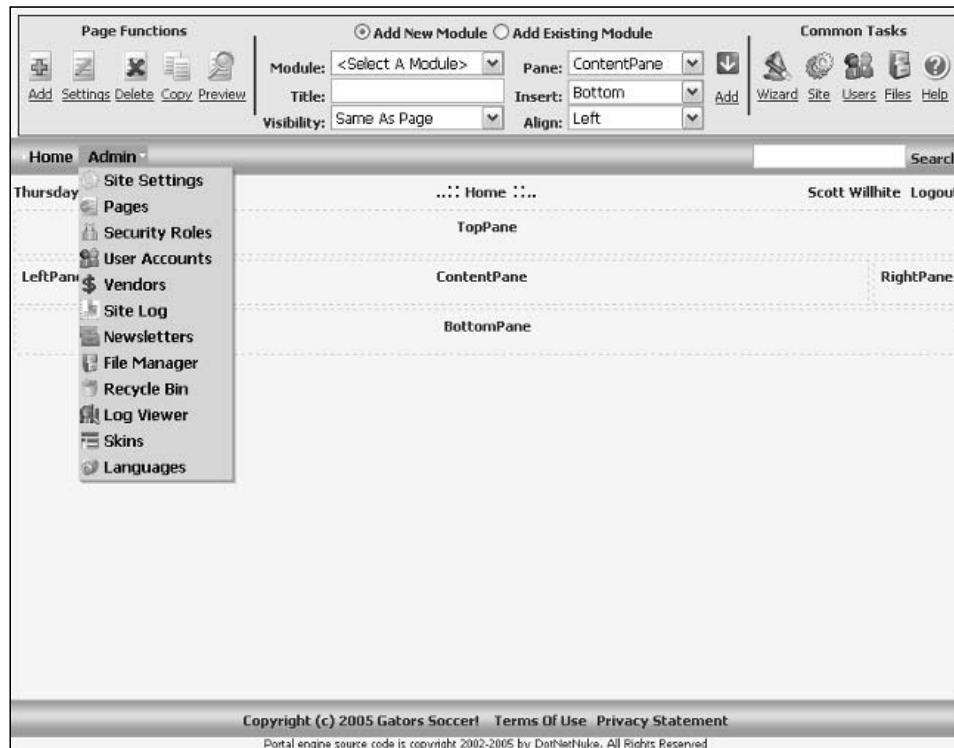 Page Functions
Add New Module Add Existing Module
Common Tasks
Module: <Select A Module> Pane: ContentPane
Title: Insert: Bottom
Visibility: Same As Page Align: Left
Add Settings Delete Copy Preview
Add
Wizard Site Users Files Help
Home Admin
Search
Thursday
..:: Home ::..
Scott Willhite Logout
Site Settings
Pages
Security Roles
User Accounts
Vendors
Site Log
Newsletters
File Manager
Recycle Bin
Log Viewer
Skins
Languages
TopPane
LeftPane
ContentPane
RightPane
BottomPane
Copyright (c) 2005 Gators Soccer! Terms Of Use Privacy Statement
Portal engine source code is copyright 2002-2005 by DotNetNuke. All Rights Reserved